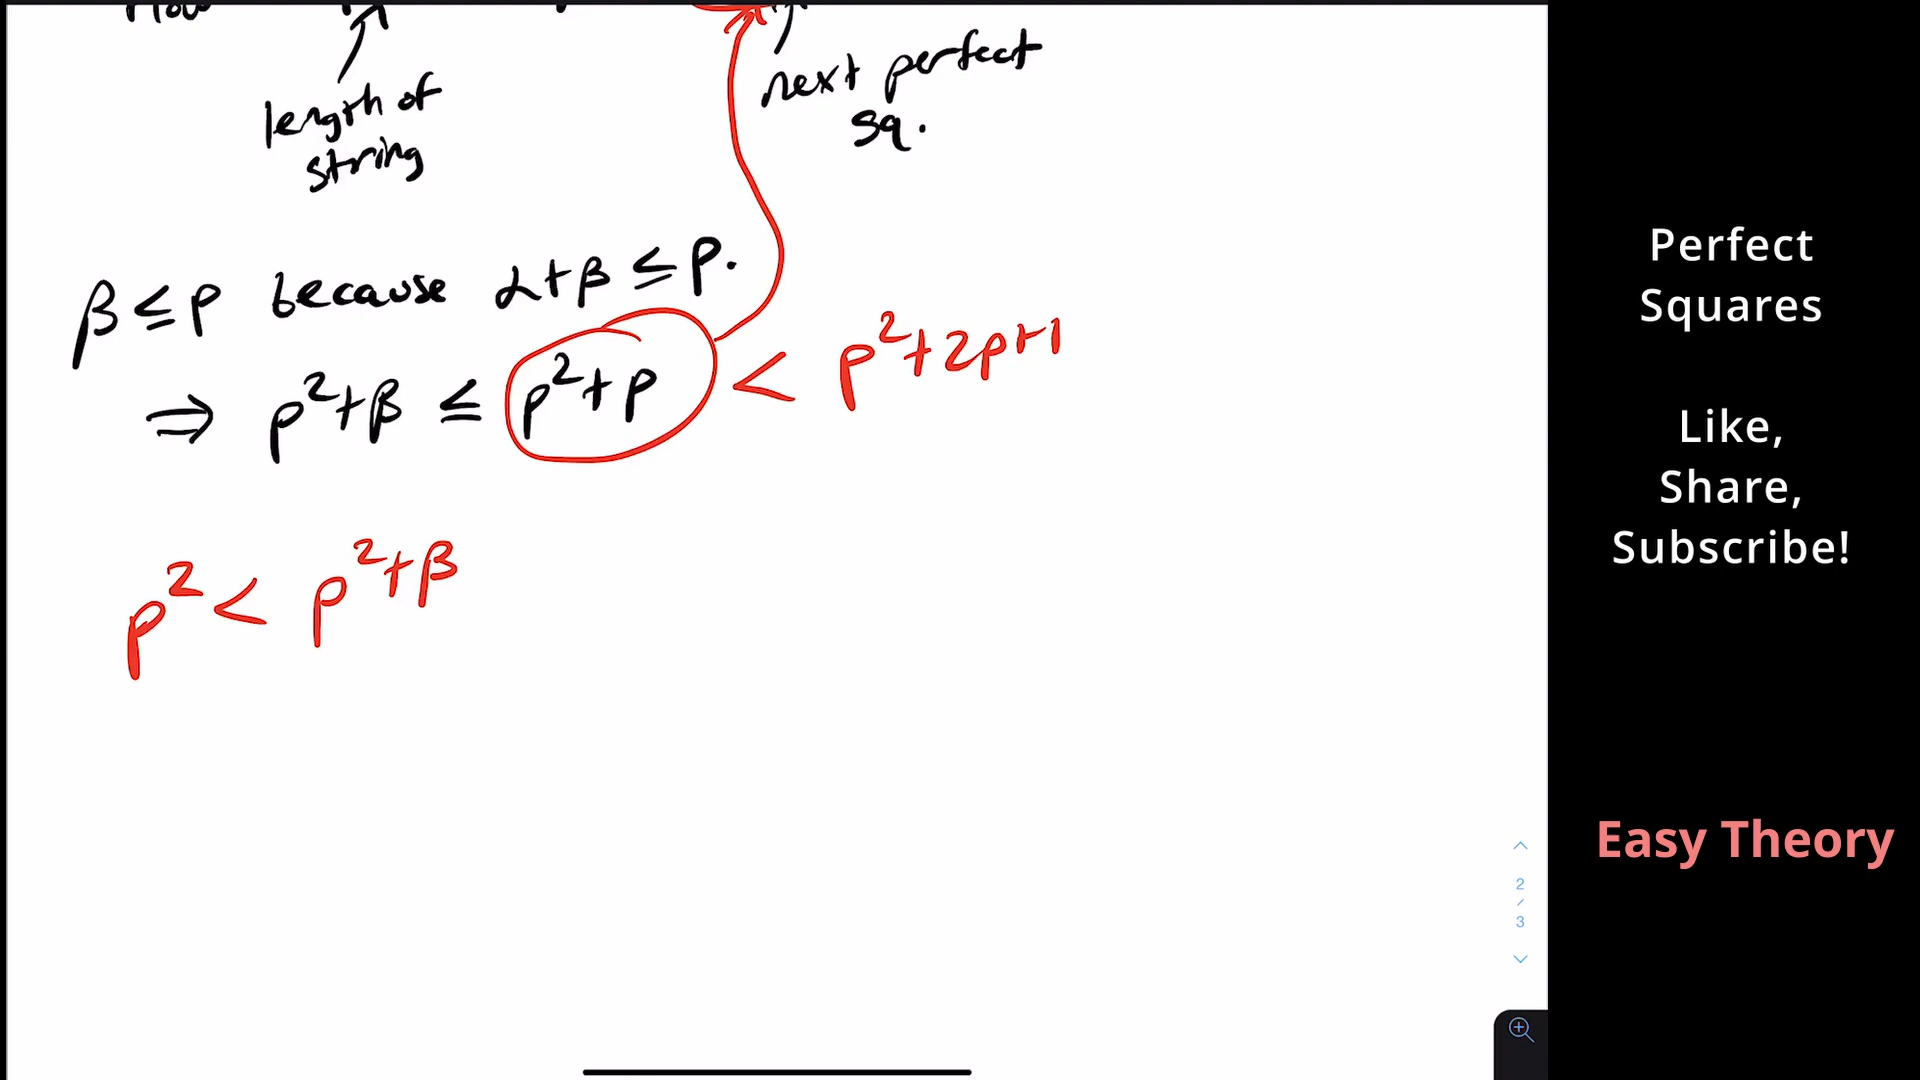 length of
string
next perfect
sq.
β ≤ p because α+β ≤ p.
⇒ p²+β ≤ p²+p < p²+2p+1
p² < p²+β
Perfect
Squares
Like,
Share,
Subscribe!
Easy Theory
2
/
3